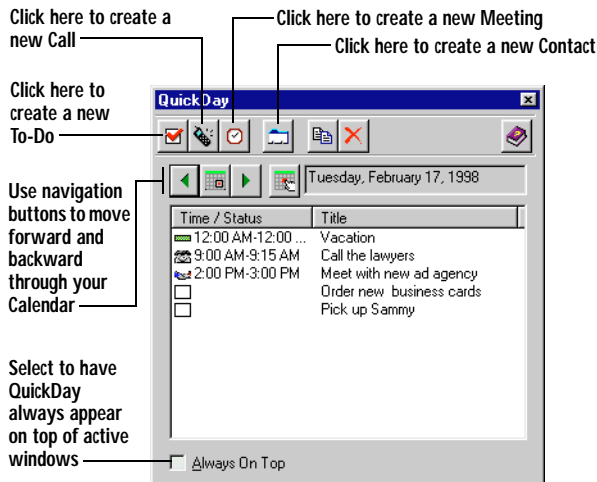 Click here to create a
new Call
Click here to create a new Meeting
Click here to create a new Contact
Click here to
create a new
To-Do
QuickDay
Tuesday, February 17, 1998
Use navigation
buttons to move
forward and
backward
through your
Calendar
Time / Status Title
12:00 AM-12:00 ... Vacation
9:00 AM-9:15 AM Call the lawyers
2:00 PM-3:00 PM Meet with new ad agency
Order new business cards
Pick up Sammy
Select to have
QuickDay
always appear
on top of active
windows
Always On Top